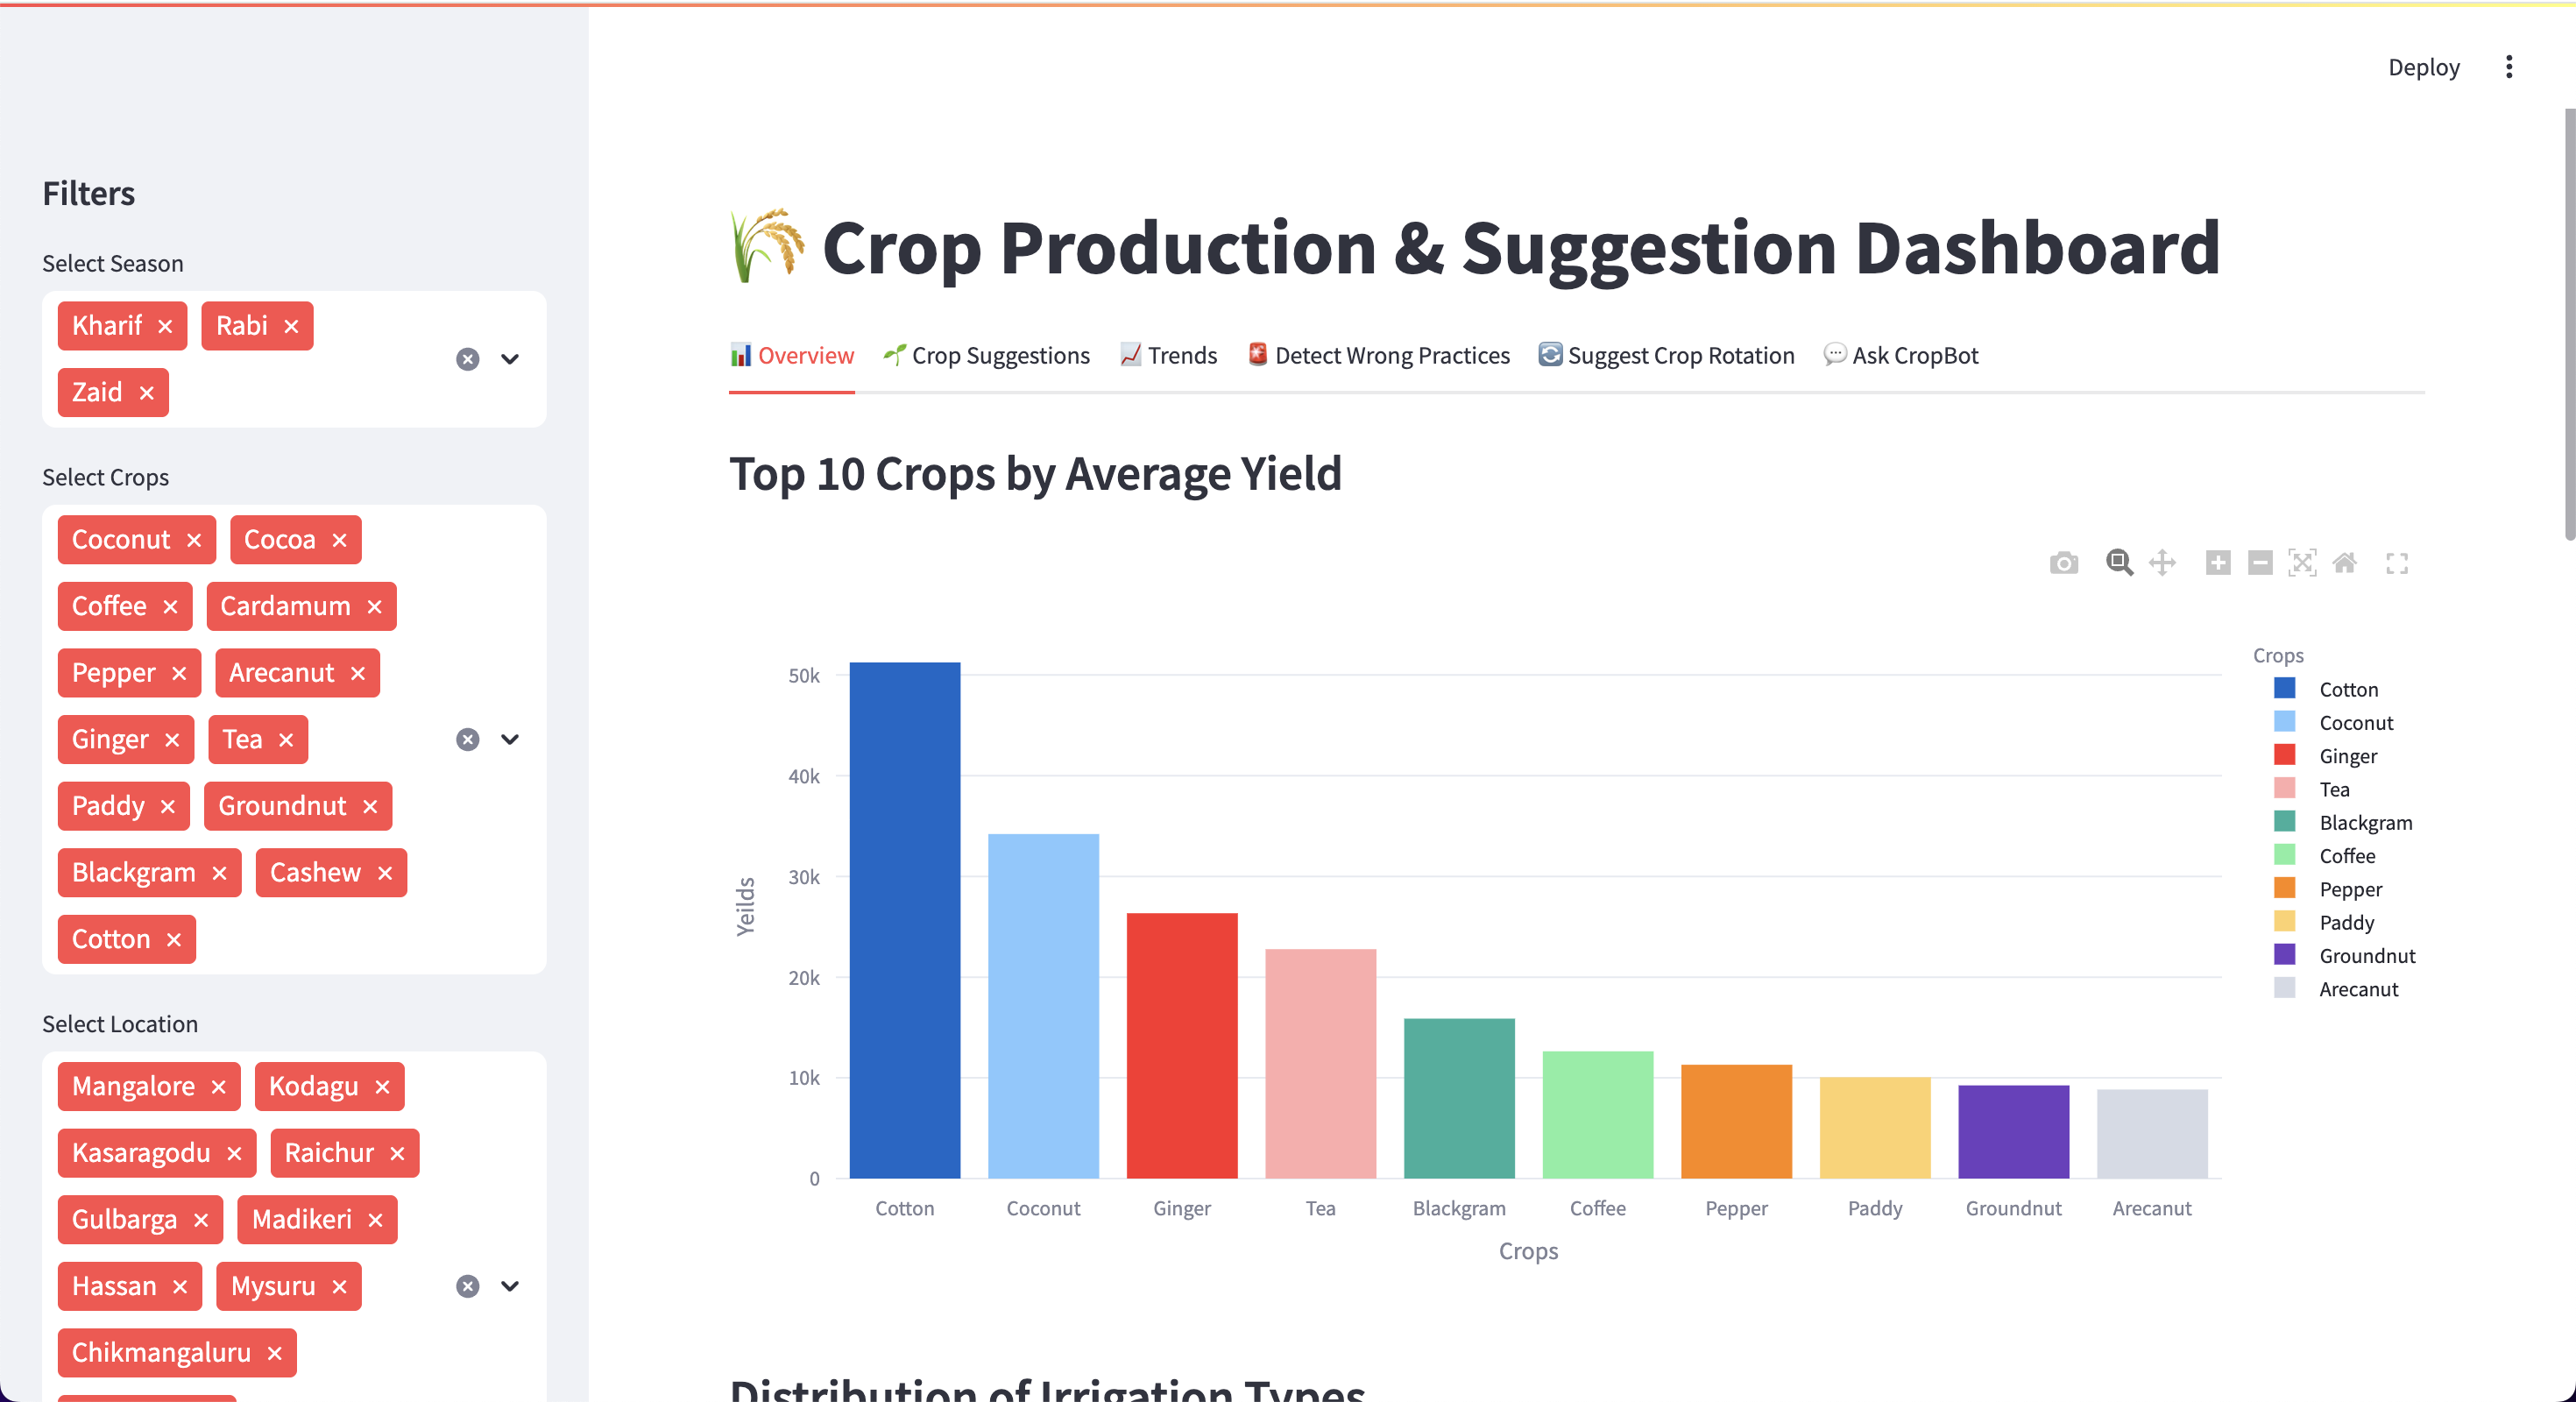 Deploy
Filters
Select Season
Kharif Rabi
Zaid
Select Crops
Coconut Cocoa
Coffee Cardamum
Pepper Arecanut
Ginger Tea
Paddy Groundnut
Blackgram Cashew
Cotton
Select Location
Mangalore Kodagu
Kasaragodu Raichur
Gulbarga Madikeri
Hassan Mysuru
Chikmangaluru
Crop Production & Suggestion Dashboard
Overview Crop Suggestions Trends Detect Wrong Practices Suggest Crop Rotation Ask CropBot
Top 10 Crops by Average Yield
50k
40k
30k
20k
10k
0
Yeilds
Cotton Coconut Ginger Tea Blackgram Coffee Pepper Paddy Groundnut Arecanut
Crops
Crops
Cotton
Coconut
Ginger
Tea
Blackgram
Coffee
Pepper
Paddy
Groundnut
Arecanut
Distribution of Irrigation Types